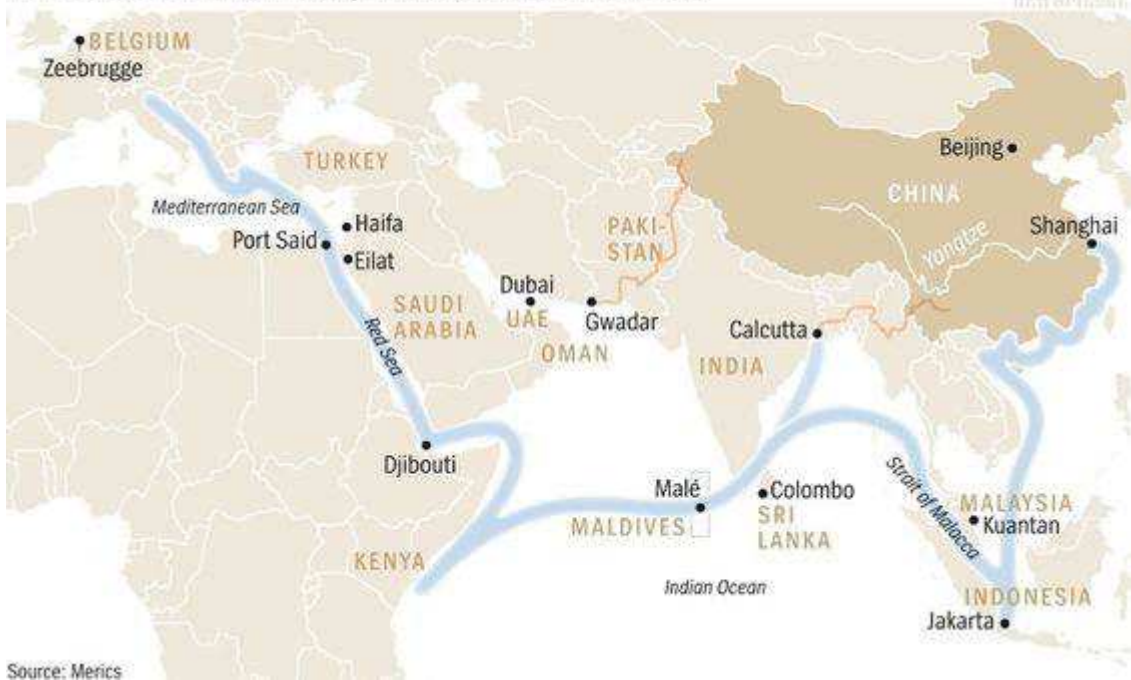 BELGIUM
Zeebrugge
Beijing
TURKEY
CHINA
Mediterranean Sea
Haifa
Shanghai
Port Said
PAKI-
STAN
Yangtze
Eilat
Dubai
SAUDI
ARABIA
UAE
Gwadar
Calcutta
Red Sea
OMAN
INDIA
Djibouti
Malé
Colombo
Strait of Malacca
MALAYSIA
MALDIVES
SRI
LANKA
Kuantan
KENYA
Indian Ocean
INDONESIA
Jakarta
Source: Merics